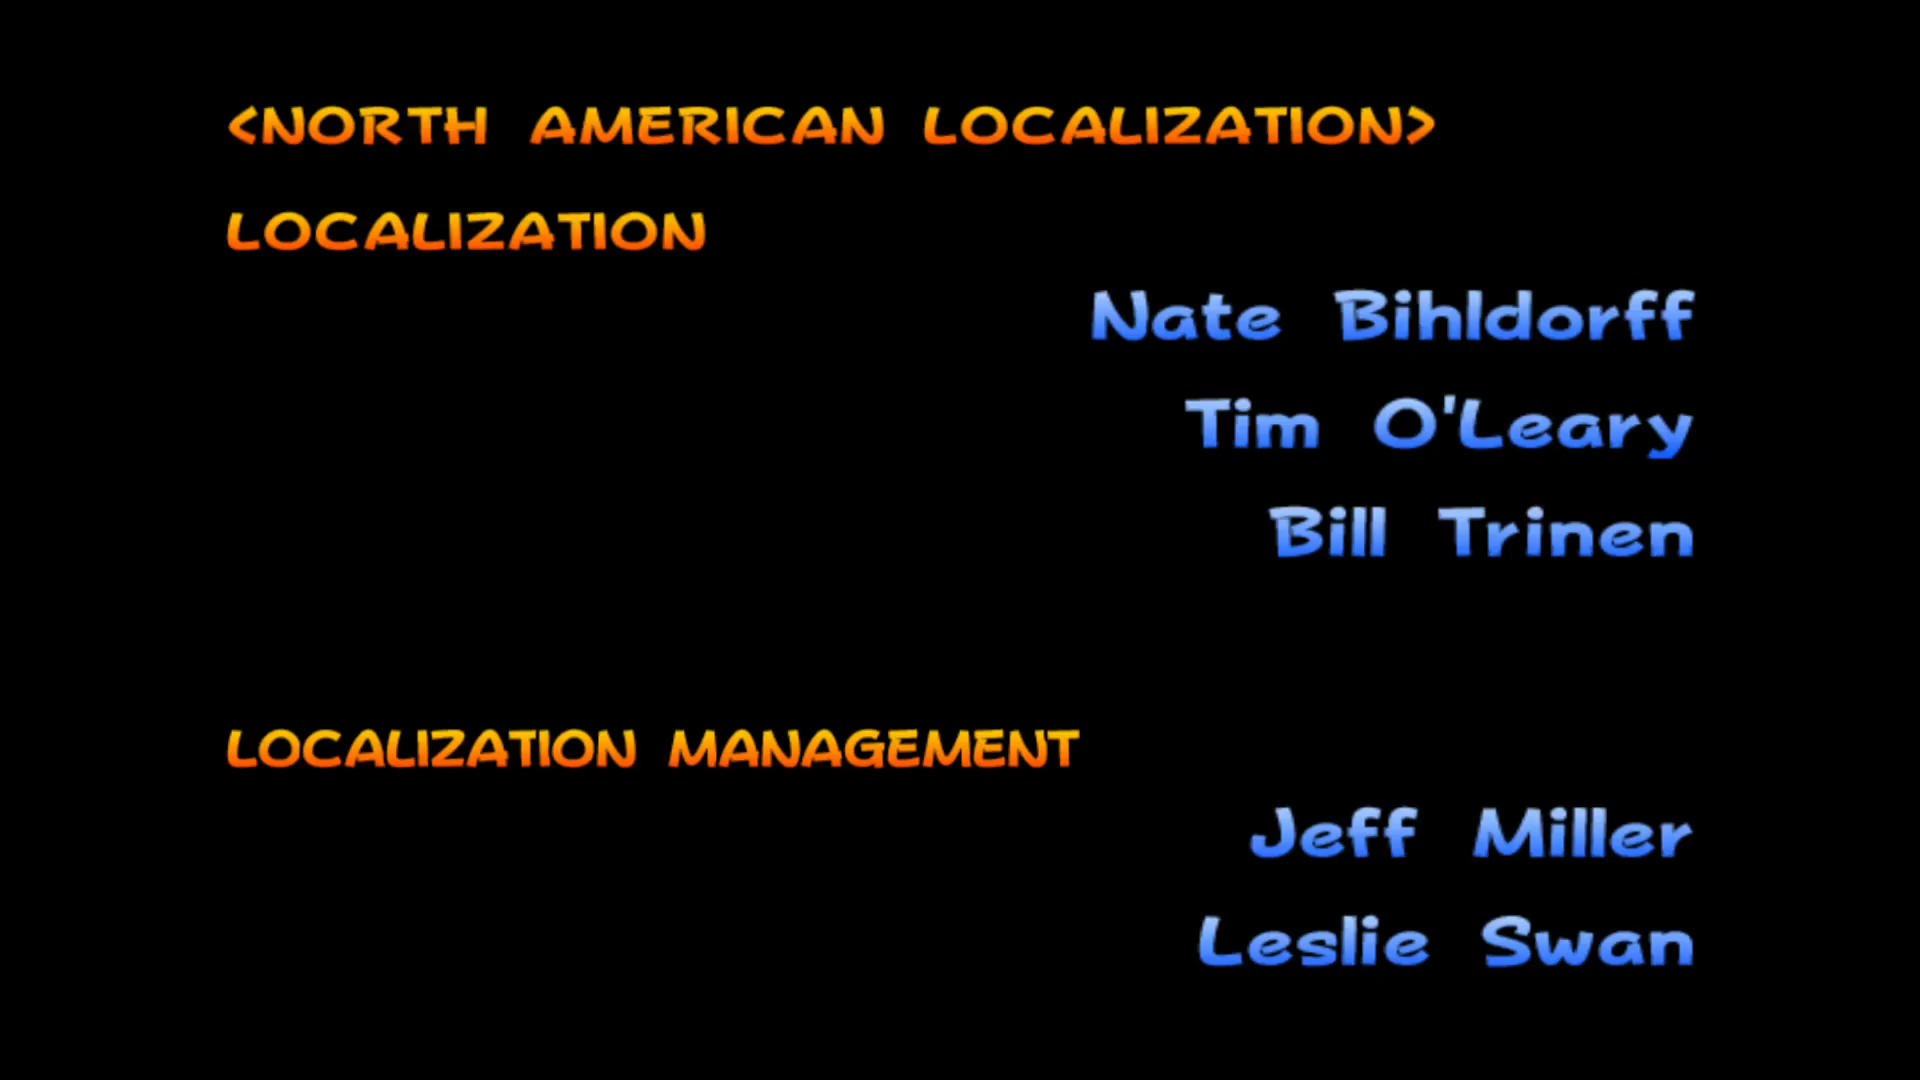 <NORTH AMERICAN LOCALIZATION>
LOCALIZATION
Nate Bihldorff
Tim O'Leary
Bill Trinen
LOCALIZATION MANAGEMENT
Jeff Miller
Leslie Swan